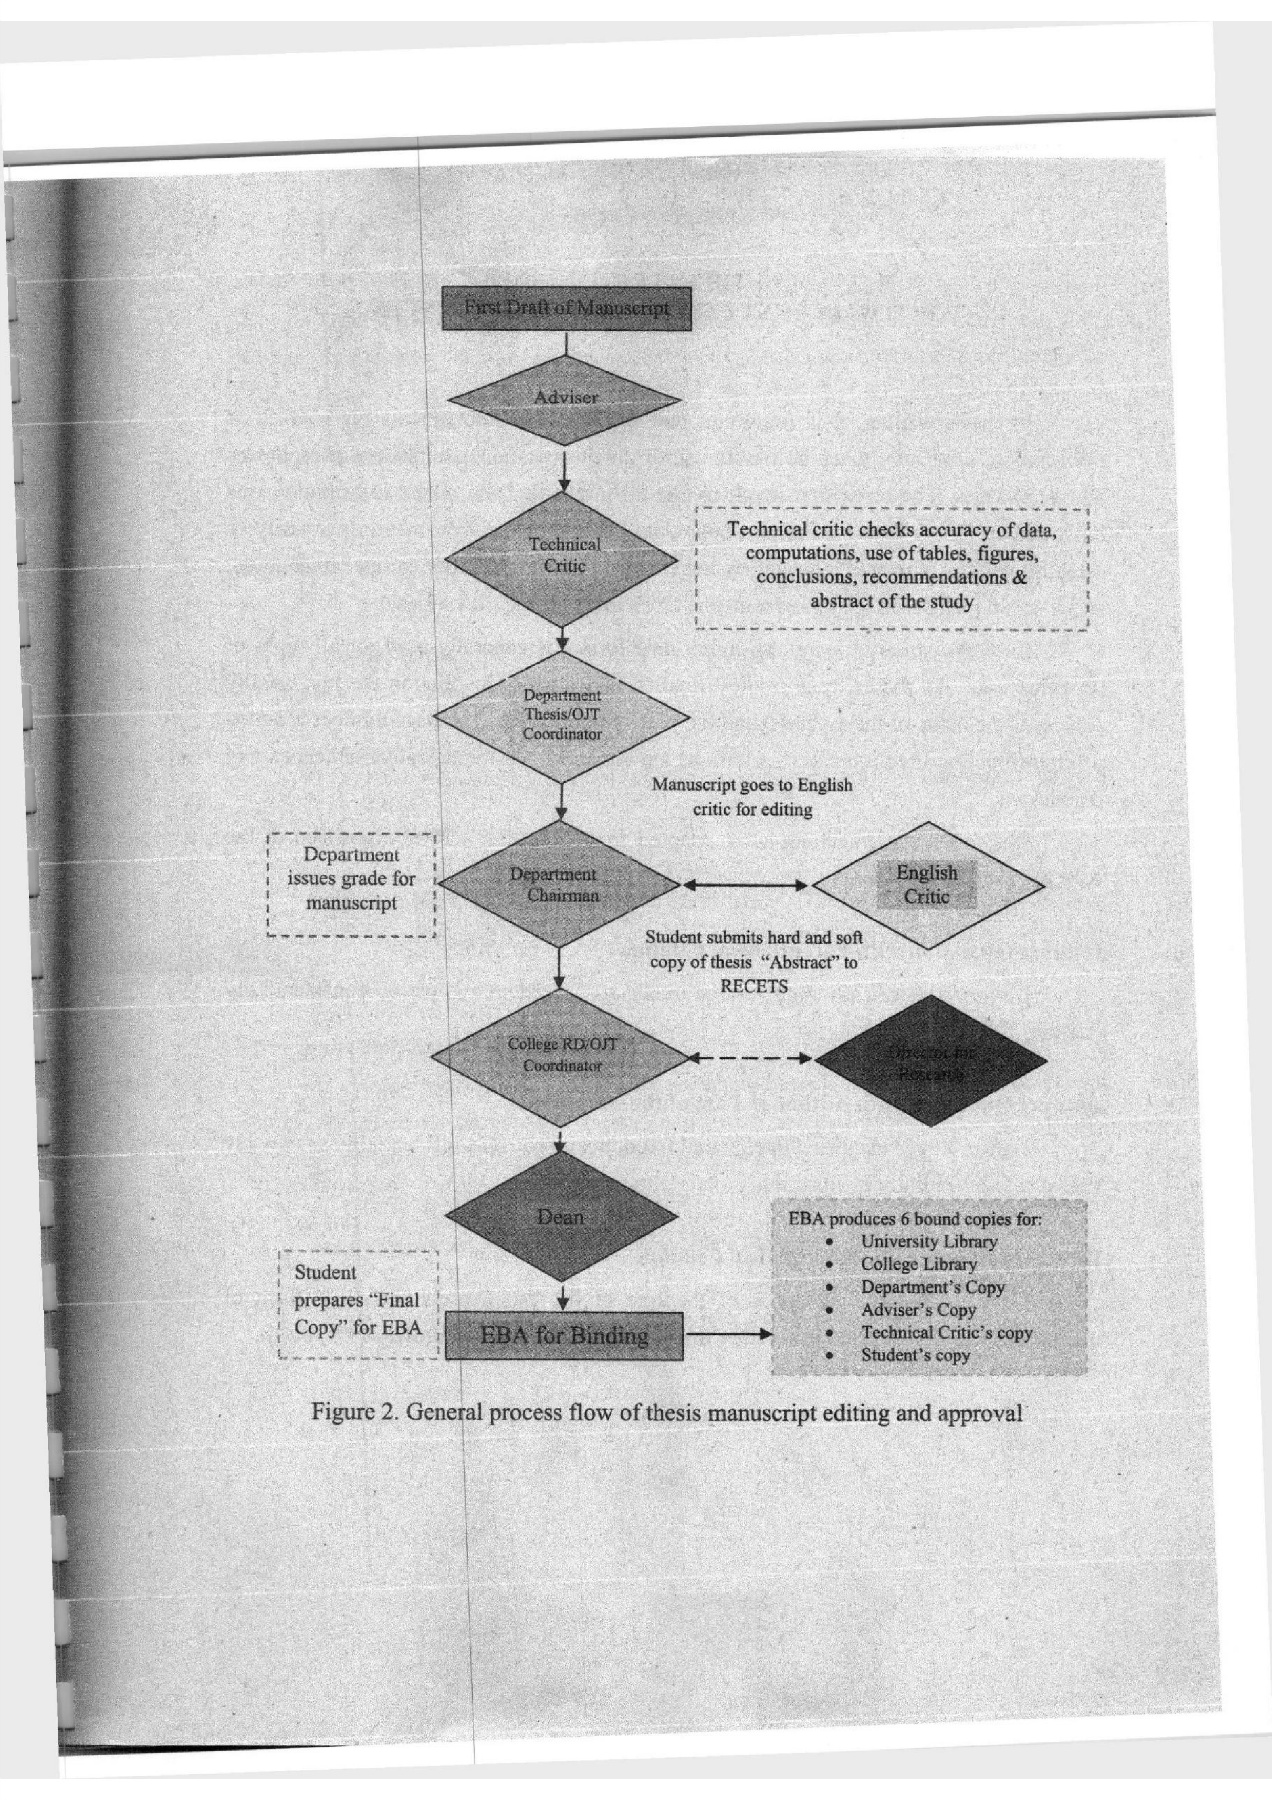 First Draft of Manuscript
Adviser
Technical
Critic
Technical critic checks accuracy of data,
computations, use of tables, figures,
conclusions, recommendations &
abstract of the study
Department
Thesis/OJT
Coordinator
Manuscript goes to English
critic for editing
Department
issues grade for
manuscript
Department
Chairman
English
Critic
Student submits hard and soft
copy of thesis “Abstract” to
RECETS
College RD/OJT
Coordinator
Director for
Research
Dean
Student
prepares “Final
Copy” for EBA
EBA for Binding
EBA produces 6 bound copies for:
• University Library
• College Library
• Department's Copy
• Adviser's Copy
• Technical Critic's copy
• Student's copy
Figure 2. General process flow of thesis manuscript editing and approval